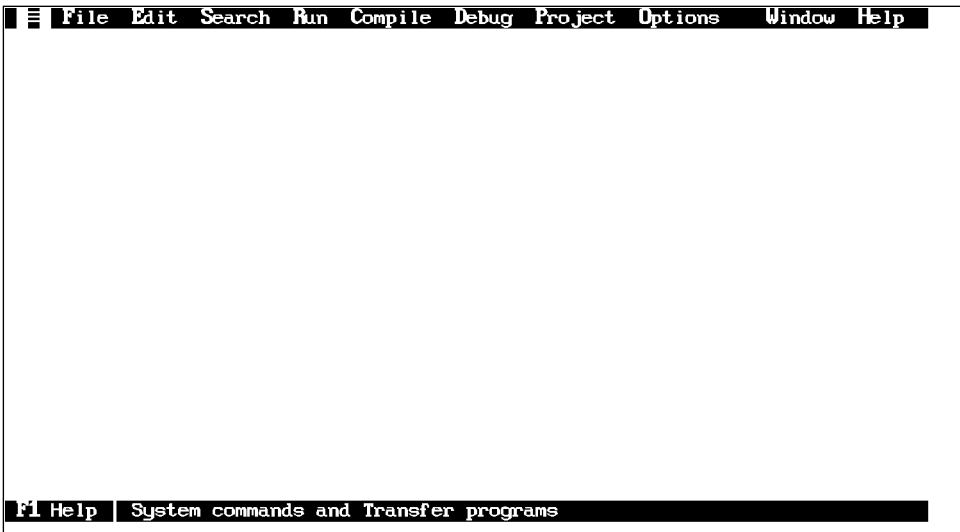 ≡ File Edit Search Run Compile Debug Project Options Window Help
F1 Help │ System commands and Transfer programs